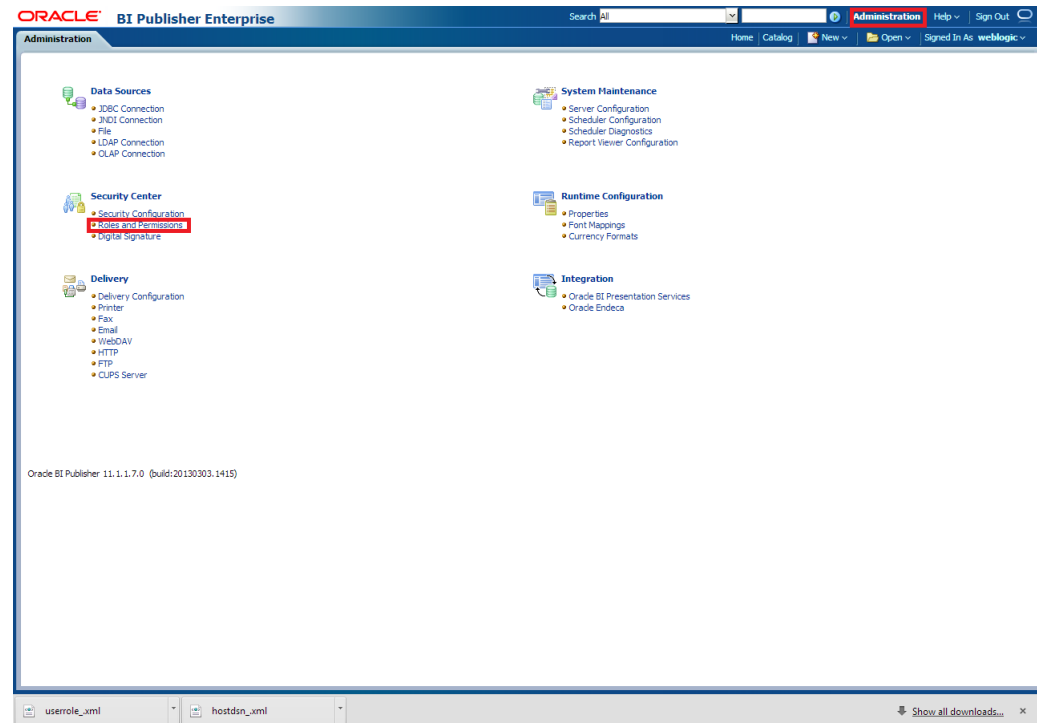 ORACLE BI Publisher Enterprise
Search All Administration Help Sign Out
Administration
Home Catalog New Open Signed In As weblogic
Data Sources
JDBC Connection
JNDI Connection
File
LDAP Connection
OLAP Connection
System Maintenance
Server Configuration
Scheduler Configuration
Scheduler Diagnostics
Report Viewer Configuration
Security Center
Security Configuration
Roles and Permissions
Digital Signature
Runtime Configuration
Properties
Font Mappings
Currency Formats
Delivery
Delivery Configuration
Printer
Fax
Email
WebDAV
HTTP
FTP
CUPS Server
Integration
Oracle BI Presentation Services
Oracle Endeca
Oracle BI Publisher 11.1.1.7.0 (build:20130303.1415)
userrole_.xml
hostdsn_.xml
Show all downloads...